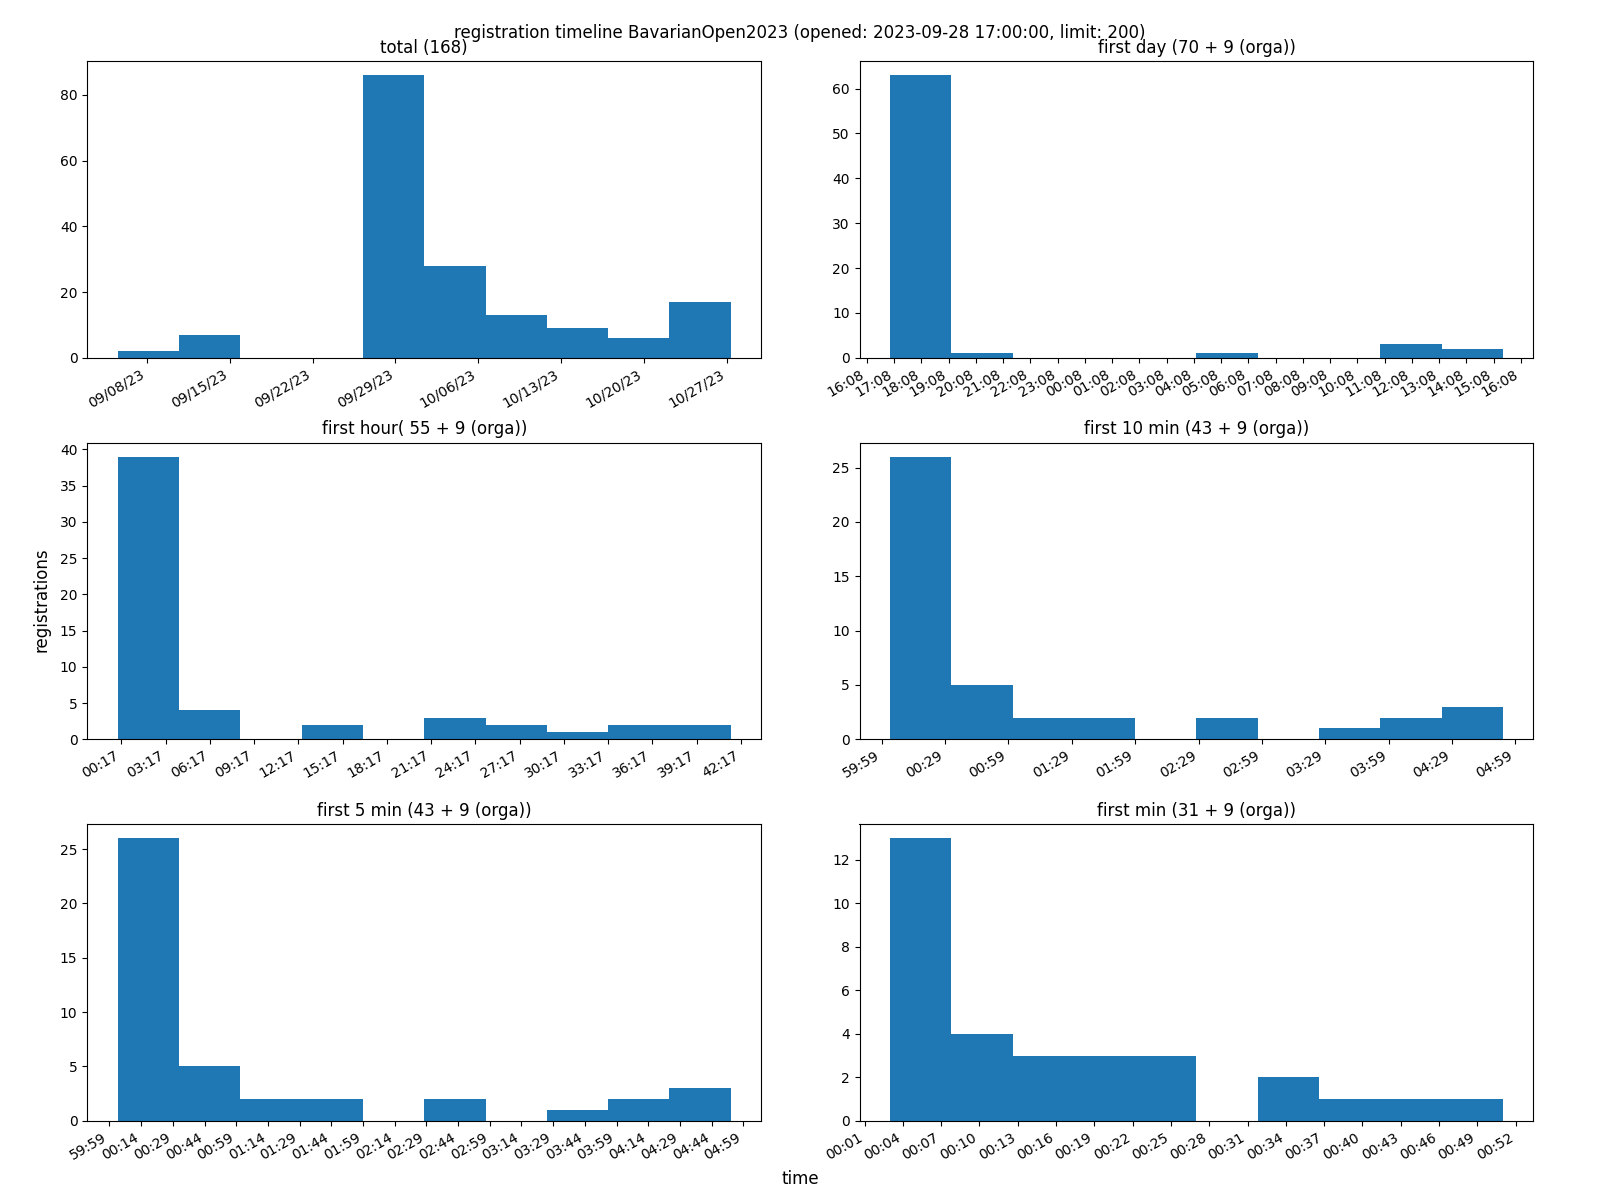 registration timeline BavarianOpen2023 (opened: 2023-09-28 17:00:00, limit: 200)
total (168)
80
60
40
20
0
09/08/23 09/15/23 09/22/23 09/29/23 10/06/23 10/13/23 10/20/23 10/27/23
first day (70 + 9 (orga))
60
50
40
30
20
10
0
16:08 17:08 18:08 19:08 20:08 21:08 22:08 23:08 00:08 01:08 02:08 03:08 04:08 05:08 06:08 07:08 08:08 09:08 10:08 11:08 12:08 13:08 14:08 15:08 16:08
registrations
first hour( 55 + 9 (orga))
40
35
30
25
20
15
10
5
0
00:17 03:17 06:17 09:17 12:17 15:17 18:17 21:17 24:17 27:17 30:17 33:17 36:17 39:17 42:17
first 10 min (43 + 9 (orga))
25
20
15
10
5
0
59:59 00:29 00:59 01:29 01:59 02:29 02:59 03:29 03:59 04:29 04:59
first 5 min (43 + 9 (orga))
25
20
15
10
5
0
59:59 00:14 00:29 00:44 00:59 01:14 01:29 01:44 01:59 02:14 02:29 02:44 02:59 03:14 03:29 03:44 03:59 04:14 04:29 04:44 04:59
first min (31 + 9 (orga))
12
10
8
6
4
2
0
00:01 00:04 00:07 00:10 00:13 00:16 00:19 00:22 00:25 00:28 00:31 00:34 00:37 00:40 00:43 00:46 00:49 00:52
time